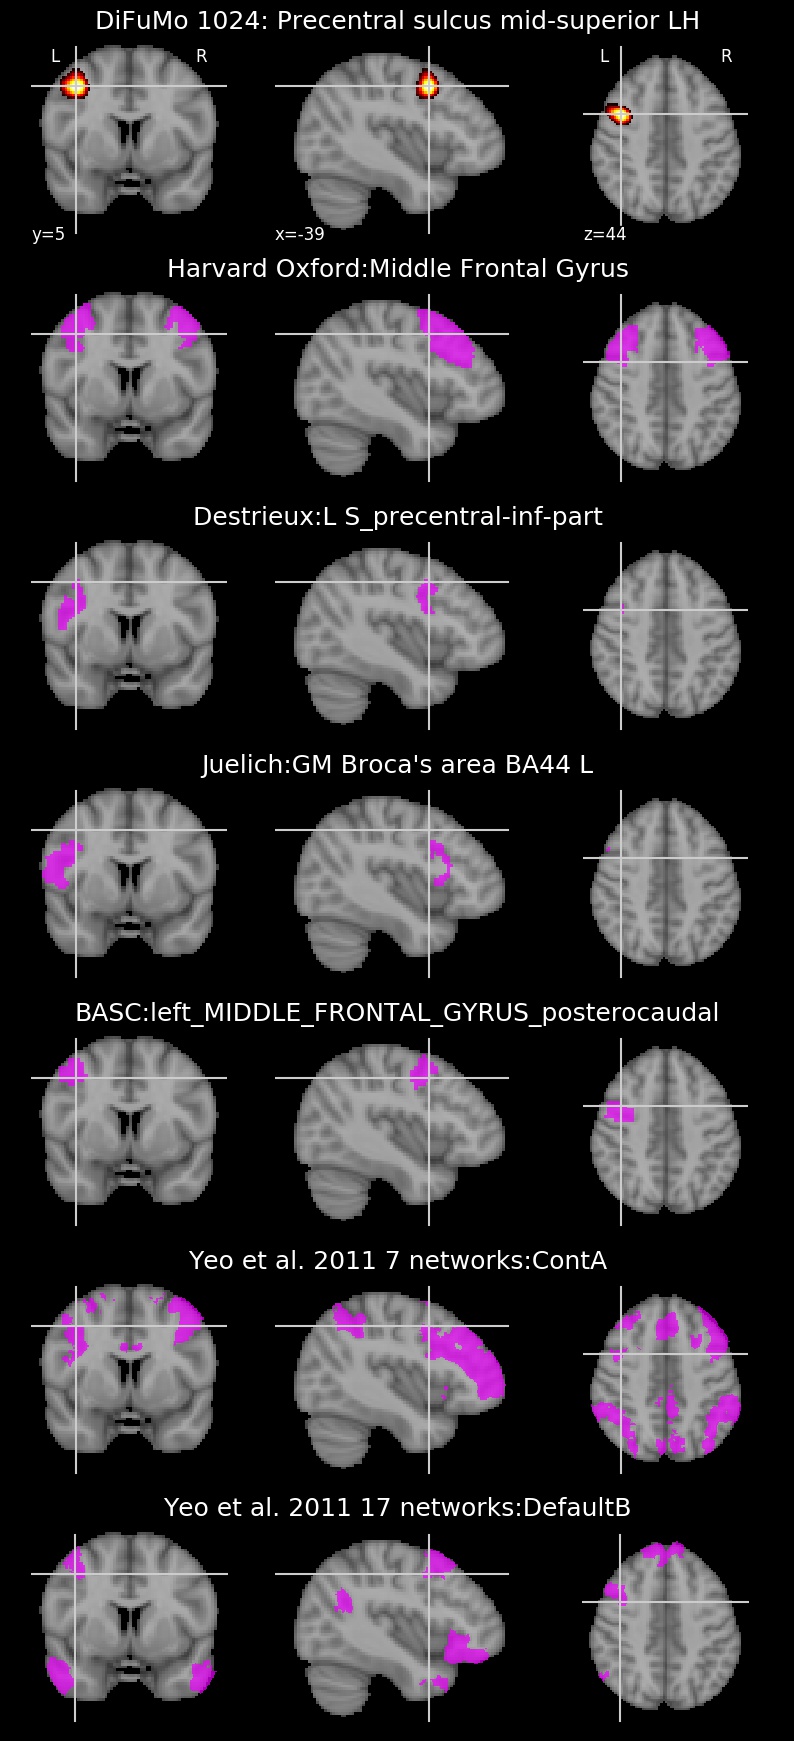 DiFuMo 1024: Precentral sulcus mid-superior LH
L R L R
y=5 x=-39 z=44
Harvard Oxford:Middle Frontal Gyrus
Destrieux:L S_precentral-inf-part
Juelich:GM Broca's area BA44 L
BASC:left_MIDDLE_FRONTAL_GYRUS_posterocaudal
Yeo et al. 2011 7 networks:ContA
Yeo et al. 2011 17 networks:DefaultB